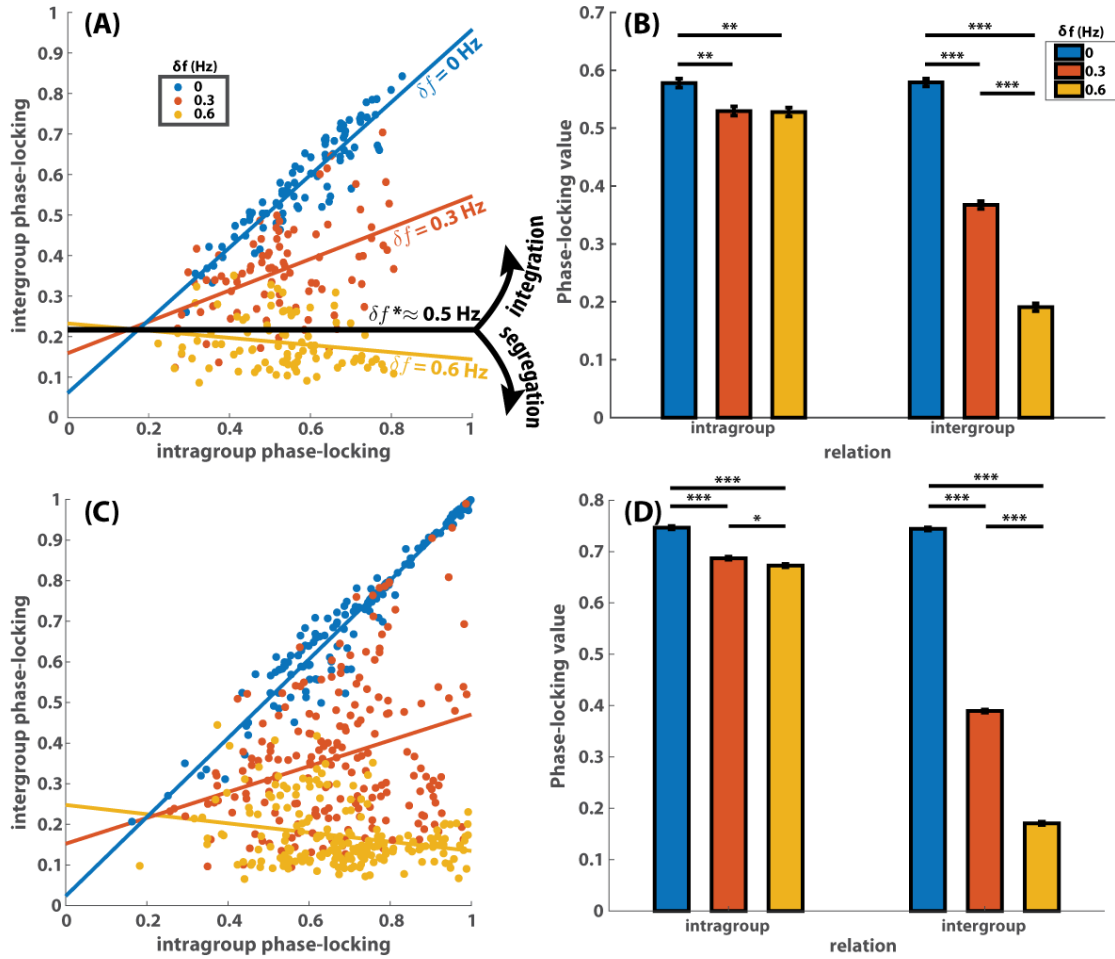 (A)
δf (Hz)
0
0.3
0.6
δf = 0 Hz
δf = 0.3 Hz
δf* ≈ 0.5 Hz
δf = 0.6 Hz
integration
segregation
1
0.9
0.8
0.7
0.6
0.5
0.4
0.3
0.2
0.1
0
0 0.2 0.4 0.6 0.8 1
intergroup phase-locking
intragroup phase-locking
(B)
δf (Hz)
0
0.3
0.6
*** 
** ***
** ***
0.7
0.6
0.5
0.4
0.3
0.2
0.1
0
Phase-locking value
intragroup intergroup
relation
(C)
1
0.9
0.8
0.7
0.6
0.5
0.4
0.3
0.2
0.1
0
0 0.2 0.4 0.6 0.8 1
intergroup phase-locking
intragroup phase-locking
(D)
*** ***
*** ***
* ***
0.8
0.7
0.6
0.5
0.4
0.3
0.2
0.1
0
Phase-locking value
intragroup intergroup
relation